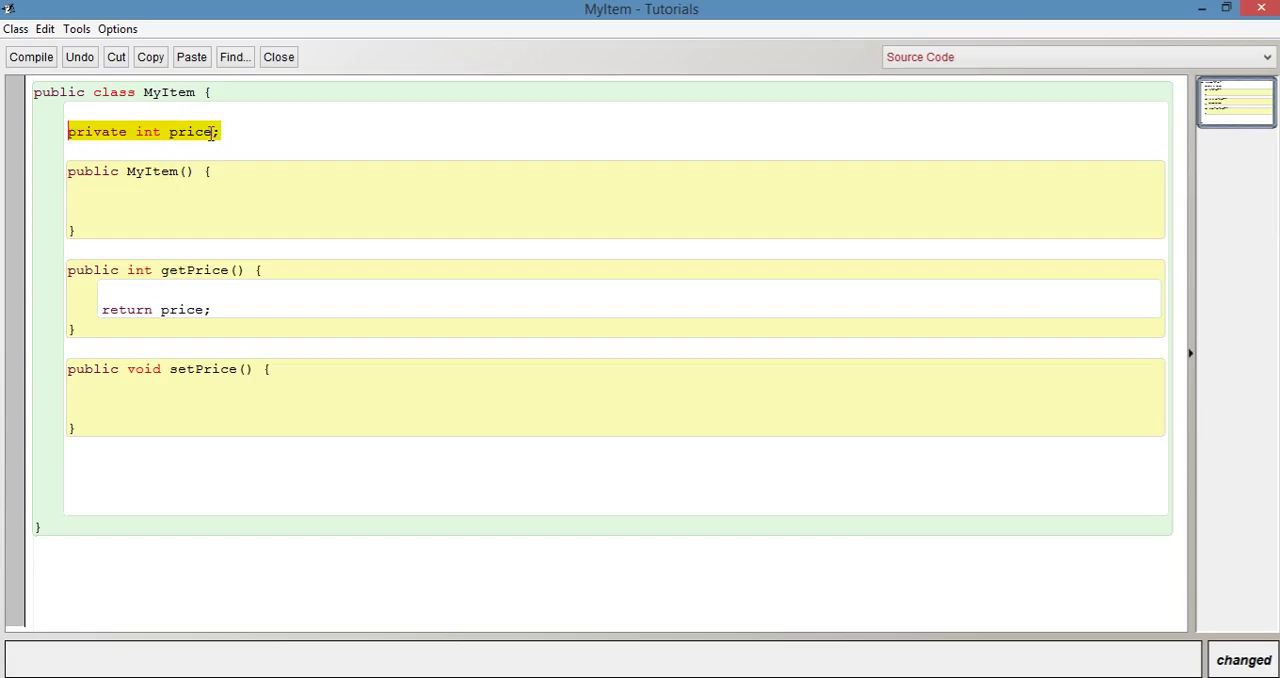 MyItem - Tutorials
Class Edit Tools Options
Compile Undo Cut Copy Paste Find... Close Source Code
public class MyItem {
private int price;
public MyItem() {
}
public int getPrice() {
return price;
}
public void setPrice() {
}
}
changed